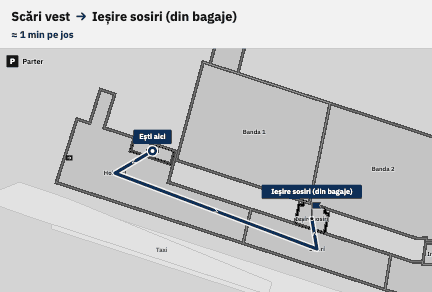 Scări vest → Ieșire sosiri (din bagaje)
≈ 1 min pe jos
P Parter
Ești aici
Banda 1
Banda 2
Ho
Ieșire sosiri (din bagaje)
Taxi